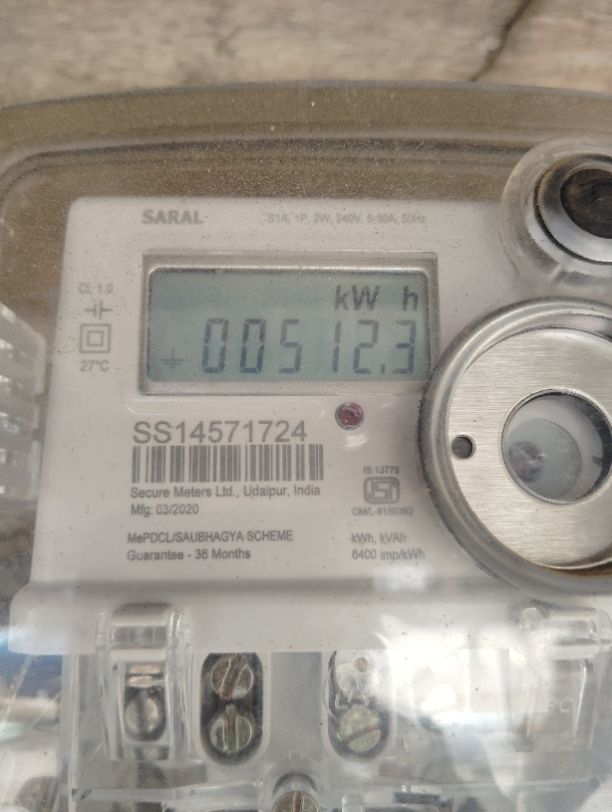 SARAL S1A, 1P, 2W, 240V, 5-30A, 50Hz
CL 1.0
27°C
kW h
00512.3
SS14571724
Secure Meters Ltd., Udaipur, India
Mfg: 03/2020
IS 13779
CM/L-8150362
MePDCL/SAUBHAGYA SCHEME
Guarantee - 36 Months
kWh, kVAh
6400 imp/kWh